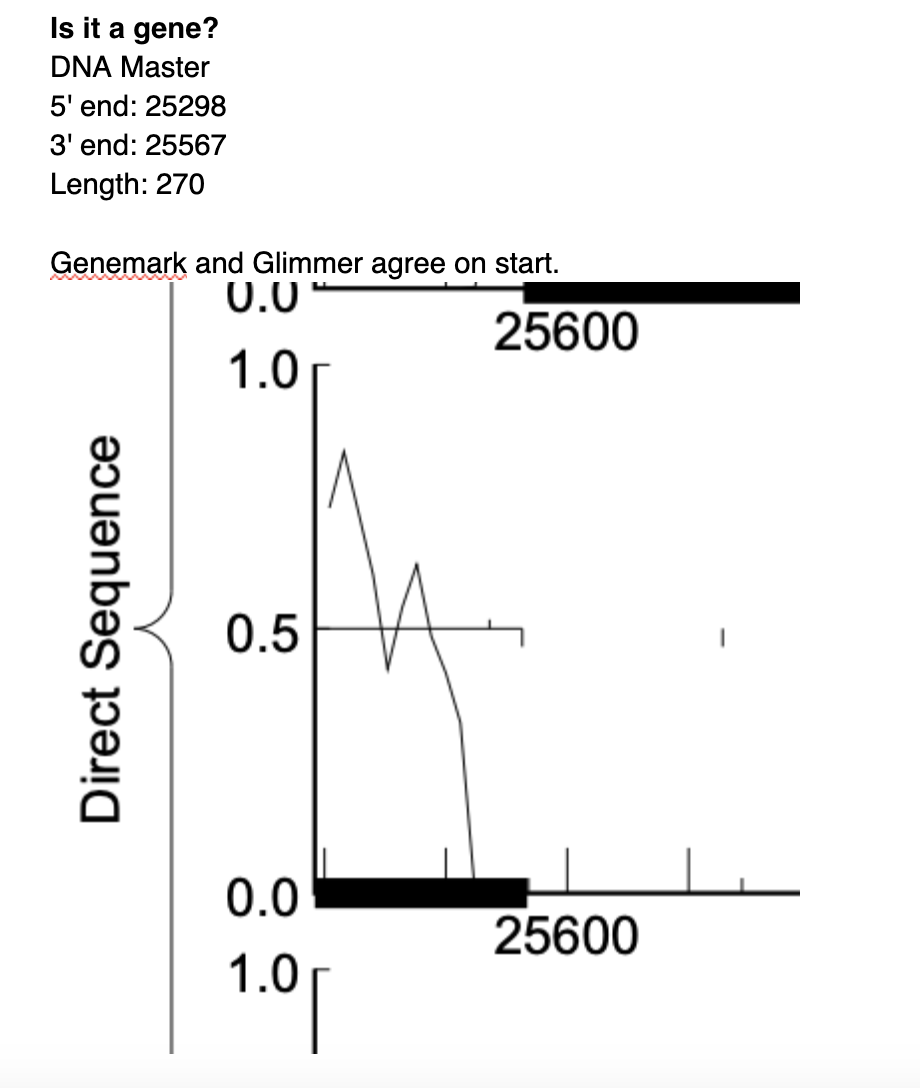 Is it a gene?
DNA Master
5' end: 25298
3' end: 25567
Length: 270
Genemark and Glimmer agree on start.
0.0
25600
1.0
Direct Sequence
0.5
0.0
25600
1.0